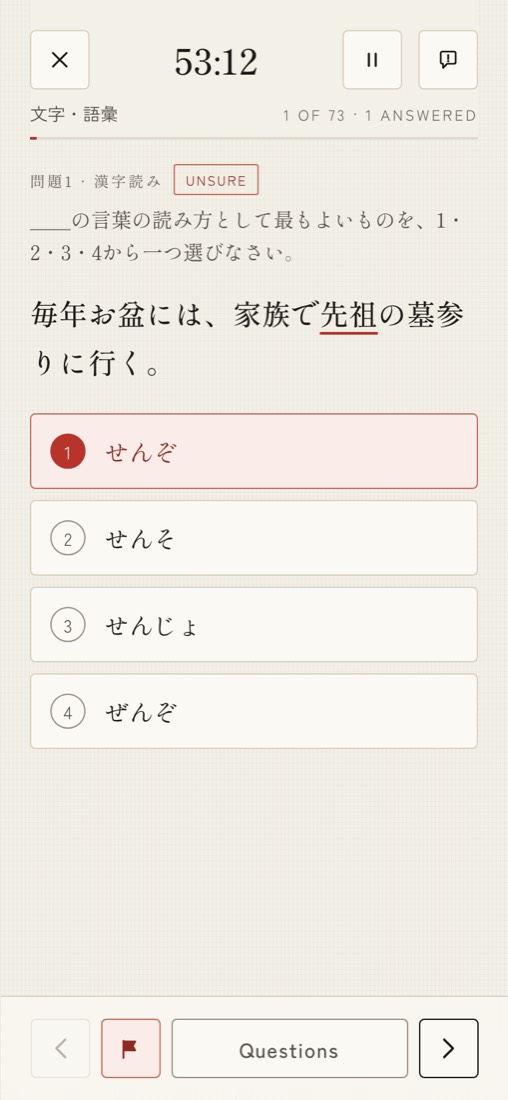 53:12
文字・語彙
1 OF 73 · 1 ANSWERED
問題1 · 漢字読み
UNSURE
____の言葉の読み方として最もよいものを、1・
2・3・4から一つ選びなさい。
毎年お盆には、家族で先祖の墓参
りに行く。
1 せんぞ
2 せんそ
3 せんじょ
4 ぜんぞ
Questions